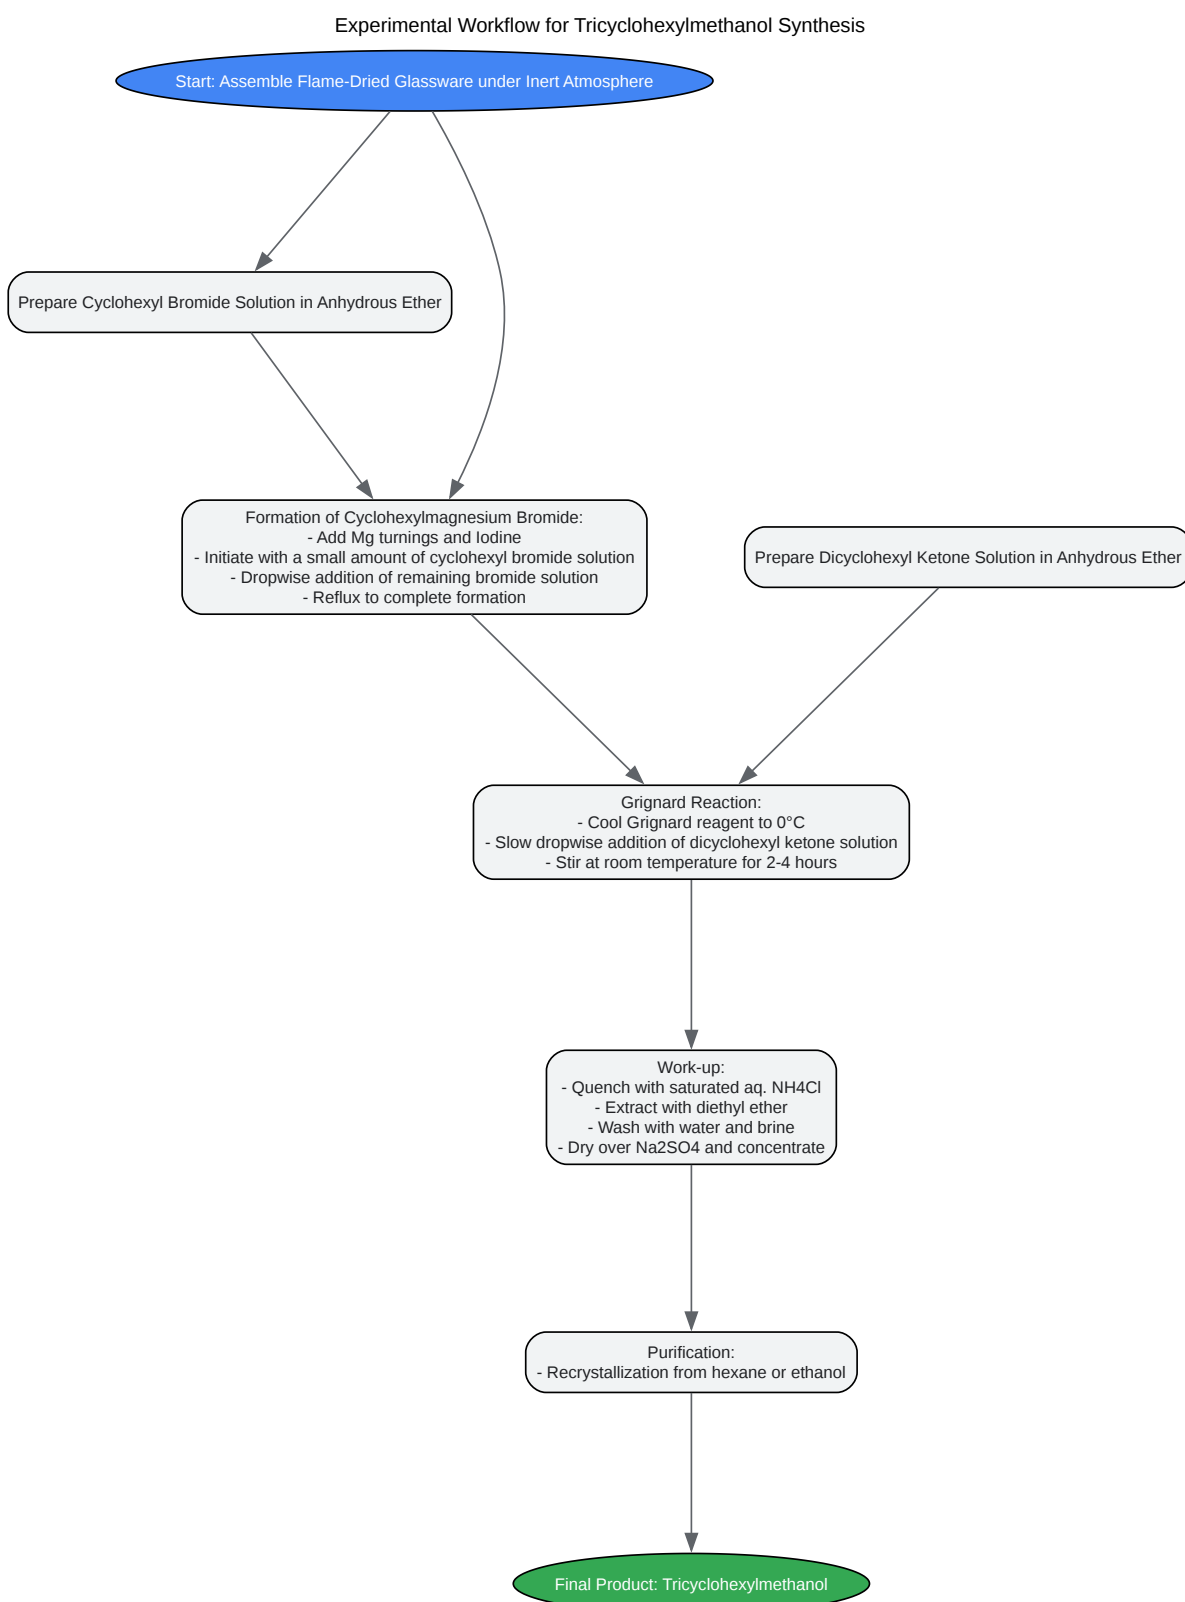 Experimental Workflow for Tricyclohexylmethanol Synthesis
Start: Assemble Flame-Dried Glassware under Inert Atmosphere
Prepare Cyclohexyl Bromide Solution in Anhydrous Ether
Formation of Cyclohexylmagnesium Bromide:
- Add Mg turnings and Iodine
- Initiate with a small amount of cyclohexyl bromide solution
- Dropwise addition of remaining bromide solution
- Reflux to complete formation
Prepare Dicyclohexyl Ketone Solution in Anhydrous Ether
Grignard Reaction:
- Cool Grignard reagent to 0°C
- Slow dropwise addition of dicyclohexyl ketone solution
- Stir at room temperature for 2-4 hours
Work-up:
- Quench with saturated aq. NH4Cl
- Extract with diethyl ether
- Wash with water and brine
- Dry over Na2SO4 and concentrate
Purification:
- Recrystallization from hexane or ethanol
Final Product: Tricyclohexylmethanol